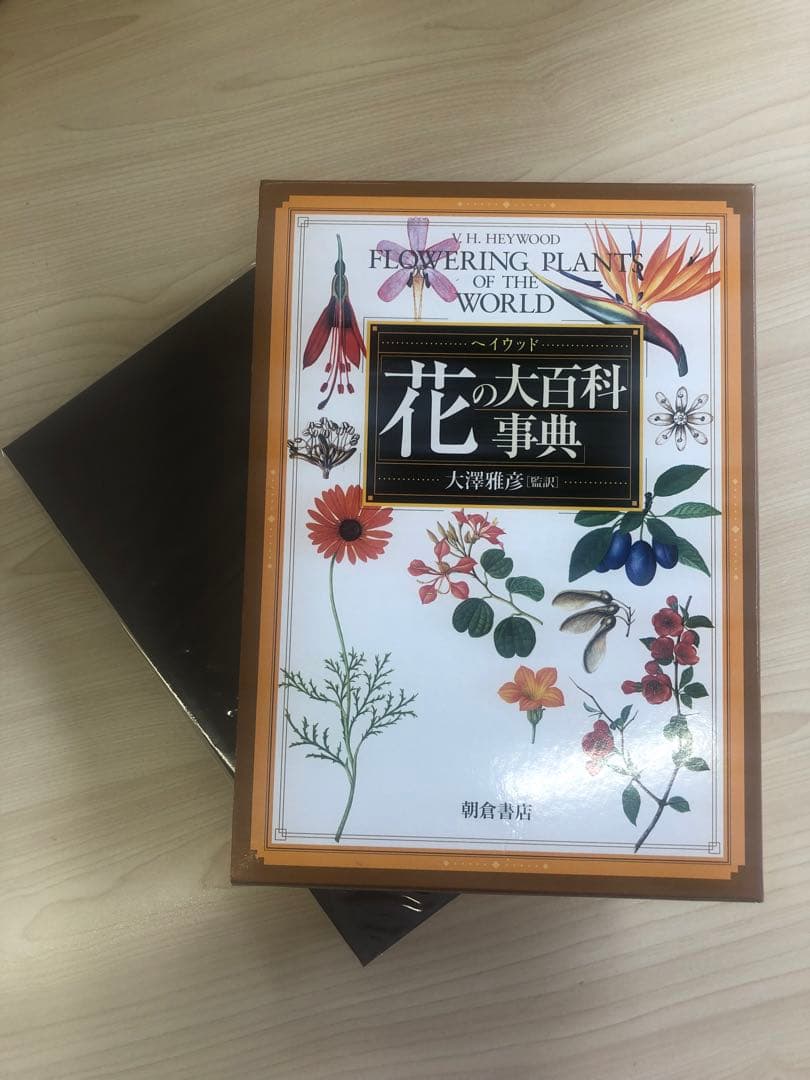 V. H. HEYWOOD
FLOWERING PLANTS
OF THE
WORLD
ヘイウッド
花の大百科
事典
大澤雅彦[監訳]
朝倉書店